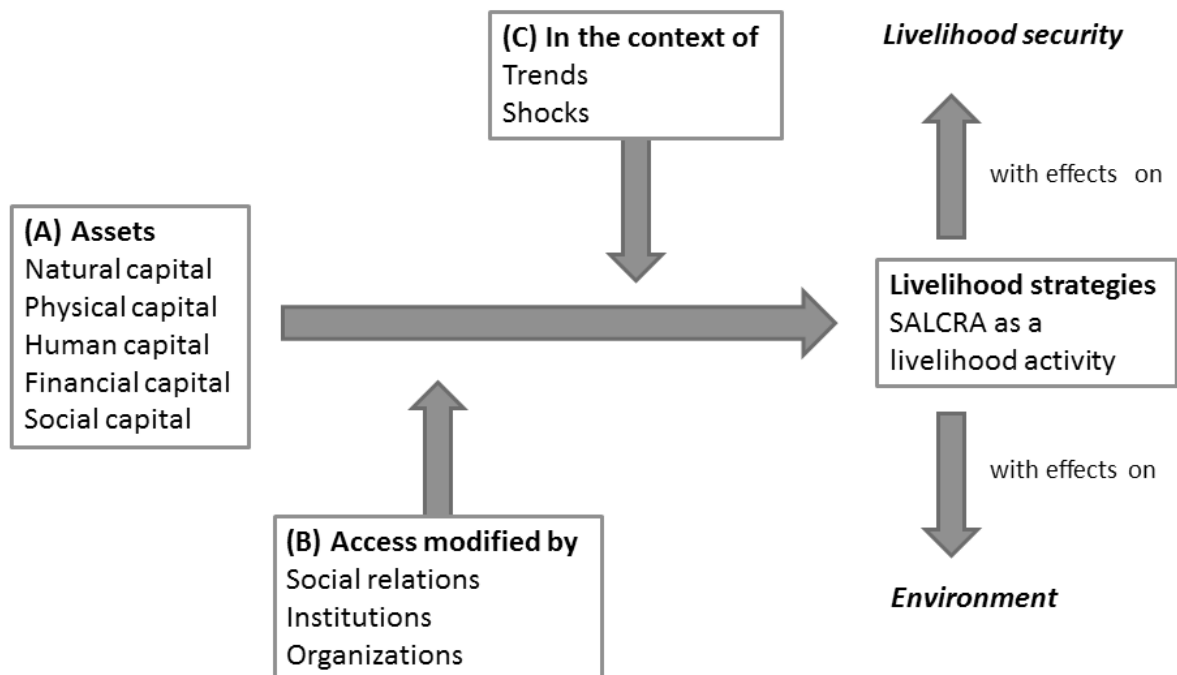 (C) In the context of
Trends
Shocks
Livelihood security
with effects on
(A) Assets
Natural capital
Physical capital
Human capital
Financial capital
Social capital
Livelihood strategies
SALCRA as a
livelihood activity
with effects on
(B) Access modified by
Social relations
Institutions
Organizations
Environment